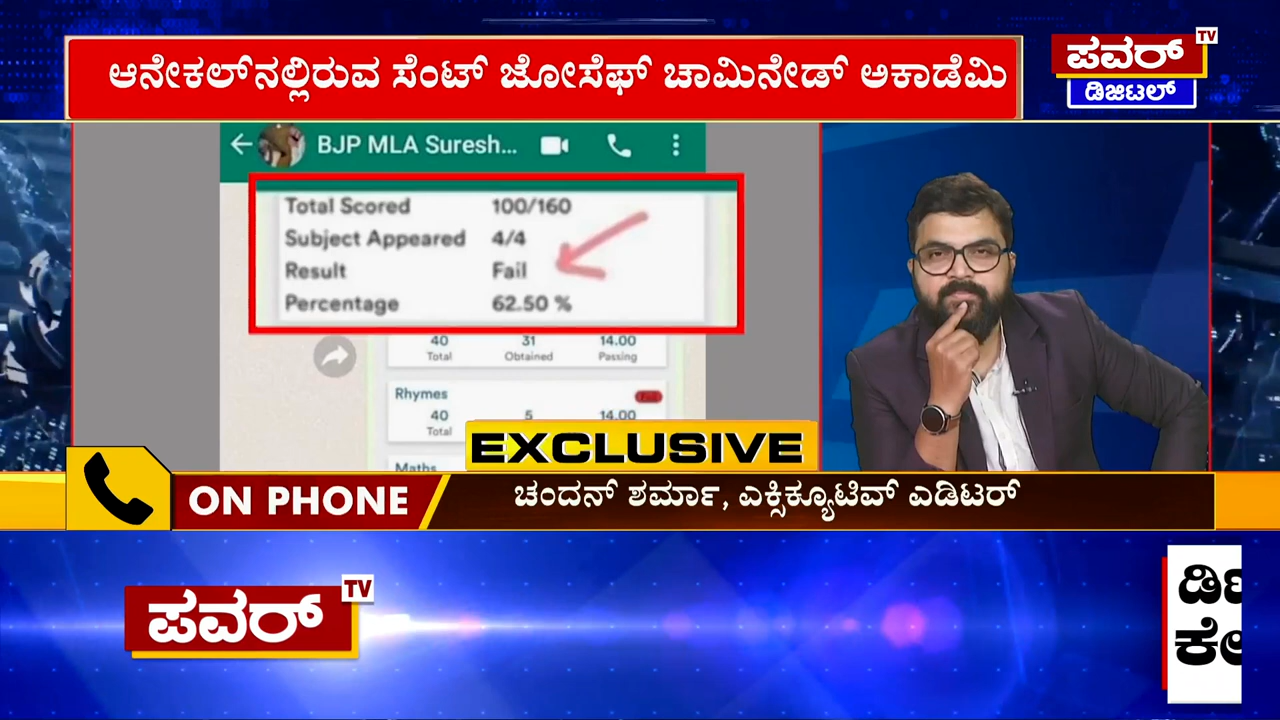 ಆನೇಕಲ್‌ನಲ್ಲಿರುವ ಸೆಂಟ್ ಜೋಸೆಫ್ ಚಾಮಿನೇಡ್ ಅಕಾಡೆಮಿ
ಪವರ್ TV
ಡಿಜಿಟಲ್
BJP MLA Suresh...
Total Scored 100/160
Subject Appeared 4/4
Result Fail
Percentage 62.50 %
40 31 14.00
Total Obtained Passing
Rhymes
40 5 14.00
Total
Maths
EXCLUSIVE
ON PHONE
ಚಂದನ್ ಶರ್ಮಾ, ಎಕ್ಸಿಕ್ಯೂಟಿವ್ ಎಡಿಟರ್
ಪವರ್ TV